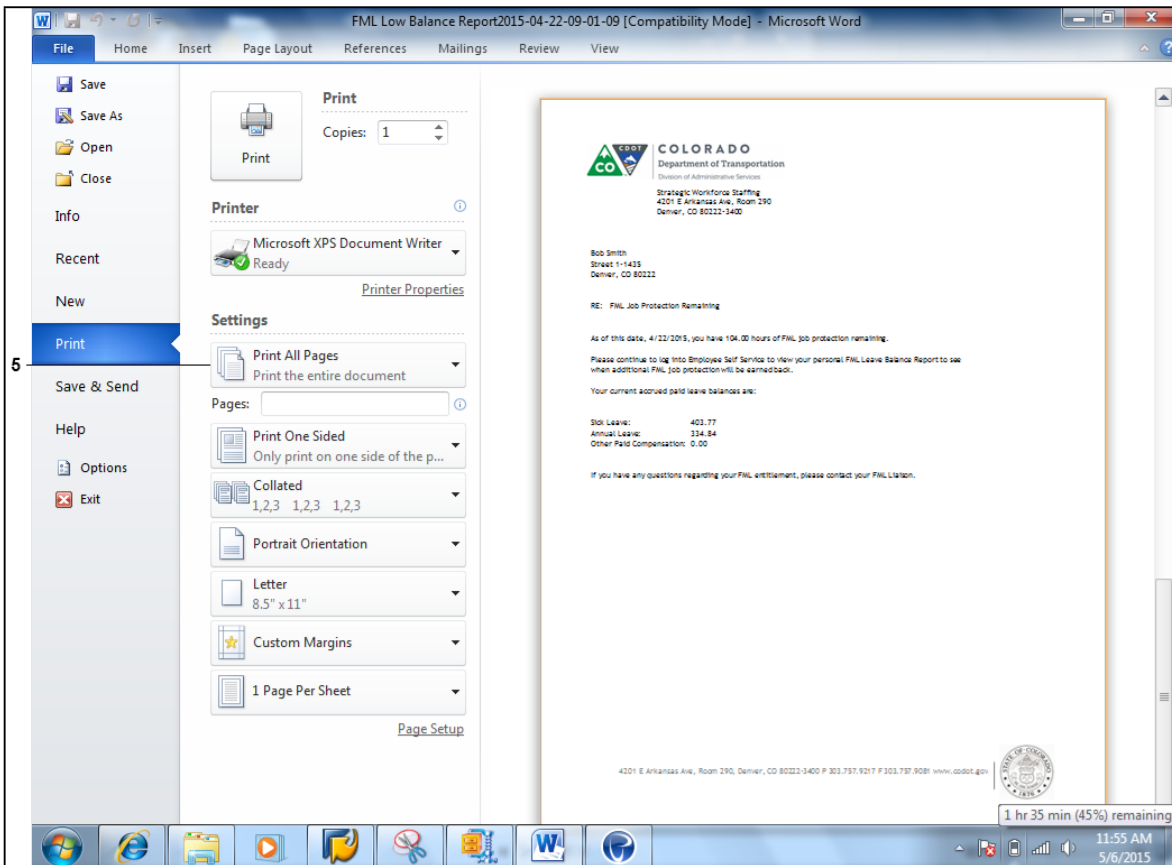 FML Low Balance Report2015-04-22-09-01-09 [Compatibility Mode] - Microsoft Word
File Home Insert Page Layout References Mailings Review View
Save
Save As
Open
Close
Info
Recent
New
Print
Save & Send
Help
Options
Exit
5
Print
Print
Copies: 1
Printer
Microsoft XPS Document Writer
Ready
Printer Properties
Settings
Print All Pages
Print the entire document
Pages:
Print One Sided
Only print on one side of the p...
Collated
1,2,3 1,2,3 1,2,3
Portrait Orientation
Letter
8.5" x 11"
Custom Margins
1 Page Per Sheet
Page Setup
CO
CDOT
COLORADO
Department of Transportation
Division of Administrative Services
Strategic Workforce Staffing
4201 E Arkansas Ave, Room 290
Denver, CO 80222-3400
Bob Smith
Street 1-1435
Denver, CO 80222
RE: FML Job Protection Remaining
As of this date, 4/22/2015, you have 104.00 hours of FML job protection remaining.
Please continue to log into Employee Self Service to view your personal FML Leave Balance Report to see
when additional FML job protection will be earned back.
Your current accrued paid leave balances are:
Sick Leave: 403.77
Annual Leave: 334.84
Other Paid Compensation: 0.00
If you have any questions regarding your FML entitlement, please contact your FML Liaison.
4201 E Arkansas Ave, Room 290, Denver, CO 80222-3400 P 303.757.9217 F 303.757.9081 www.codot.gov
STATE OF COLORADO
1876
1 hr 35 min (45%) remaining
11:55 AM
5/6/2015